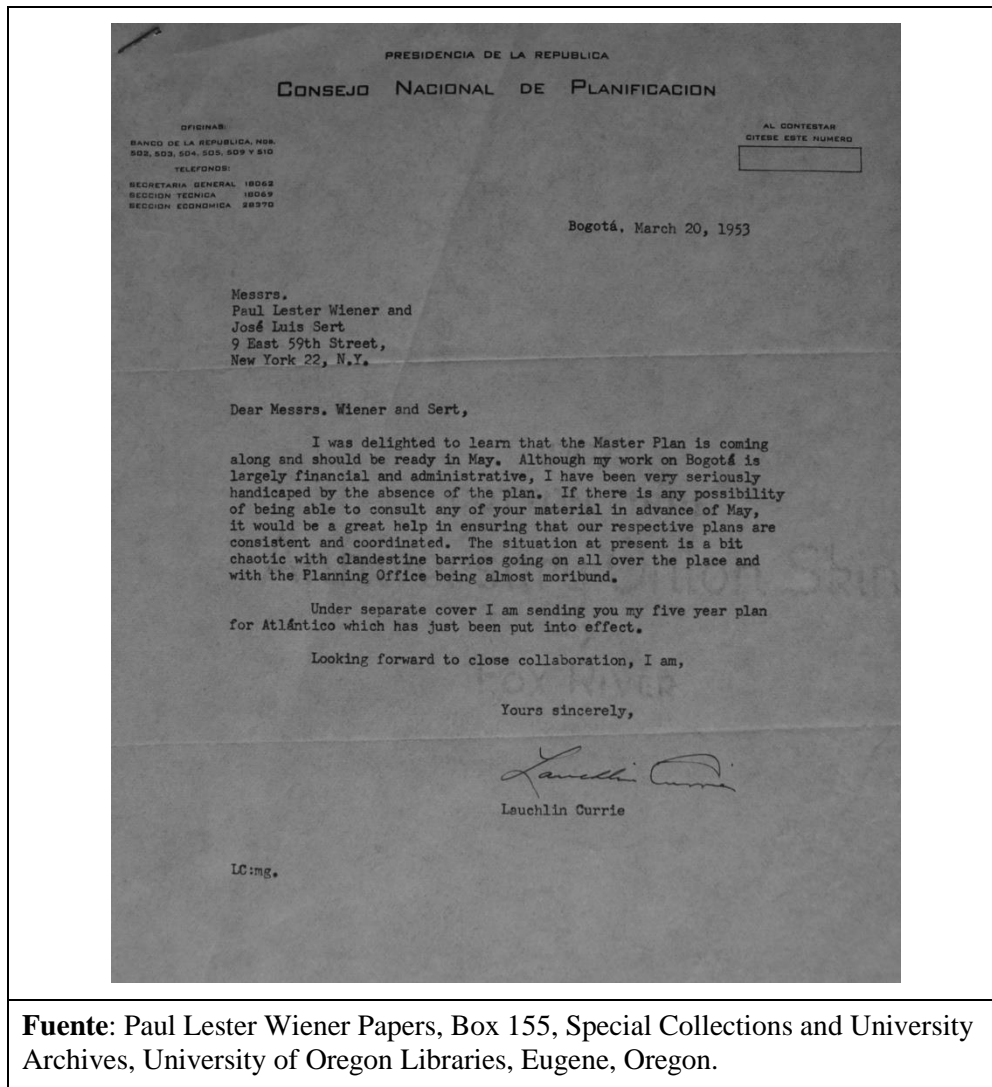 PRESIDENCIA DE LA REPUBLICA
CONSEJO NACIONAL DE PLANIFICACION
OFICINAS:
BANCO DE LA REPUBLICA, NOS.
502, 503, 504, 505, 509 Y 510
TELEFONOS:
SECRETARIA GENERAL 18062
SECCION TECNICA 18069
SECCION ECONOMICA 28370
AL CONTESTAR
CITESE ESTE NUMERO
Bogotá, March 20, 1953
Messrs.
Paul Lester Wiener and
José Luis Sert
9 East 59th Street,
New York 22, N.Y.
Dear Messrs. Wiener and Sert,
I was delighted to learn that the Master Plan is coming
along and should be ready in May. Although my work on Bogotá is
largely financial and administrative, I have been very seriously
handicaped by the absence of the plan. If there is any possibility
of being able to consult any of your material in advance of May,
it would be a great help in ensuring that our respective plans are
consistent and coordinated. The situation at present is a bit
chaotic with clandestine barrios going on all over the place and
with the Planning Office being almost moribund.
Onion Skin
Under separate cover I am sending you my five year plan
for Atlántico which has just been put into effect.
Looking forward to close collaboration, I am,
FOX RIVER
Yours sincerely,
Lauchlin Currie
Lauchlin Currie
LC:mg.
Fuente: Paul Lester Wiener Papers, Box 155, Special Collections and University
Archives, University of Oregon Libraries, Eugene, Oregon.